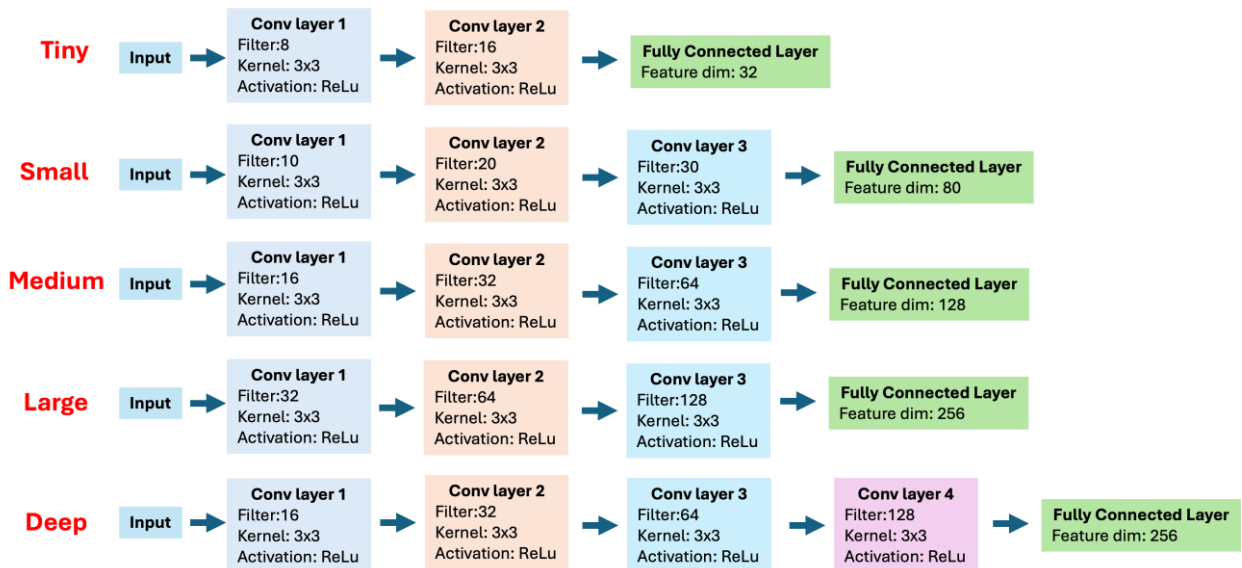 Tiny
Input
Conv layer 1
Filter:8
Kernel: 3x3
Activation: ReLu
Conv layer 2
Filter:16
Kernel: 3x3
Activation: ReLu
Fully Connected Layer
Feature dim: 32
Small
Input
Conv layer 1
Filter:10
Kernel: 3x3
Activation: ReLu
Conv layer 2
Filter:20
Kernel: 3x3
Activation: ReLu
Conv layer 3
Filter:30
Kernel: 3x3
Activation: ReLu
Fully Connected Layer
Feature dim: 80
Medium
Input
Conv layer 1
Filter:16
Kernel: 3x3
Activation: ReLu
Conv layer 2
Filter:32
Kernel: 3x3
Activation: ReLu
Conv layer 3
Filter:64
Kernel: 3x3
Activation: ReLu
Fully Connected Layer
Feature dim: 128
Large
Input
Conv layer 1
Filter:32
Kernel: 3x3
Activation: ReLu
Conv layer 2
Filter:64
Kernel: 3x3
Activation: ReLu
Conv layer 3
Filter:128
Kernel: 3x3
Activation: ReLu
Fully Connected Layer
Feature dim: 256
Deep
Input
Conv layer 1
Filter:16
Kernel: 3x3
Activation: ReLu
Conv layer 2
Filter:32
Kernel: 3x3
Activation: ReLu
Conv layer 3
Filter:64
Kernel: 3x3
Activation: ReLu
Conv layer 4
Filter:128
Kernel: 3x3
Activation: ReLu
Fully Connected Layer
Feature dim: 256